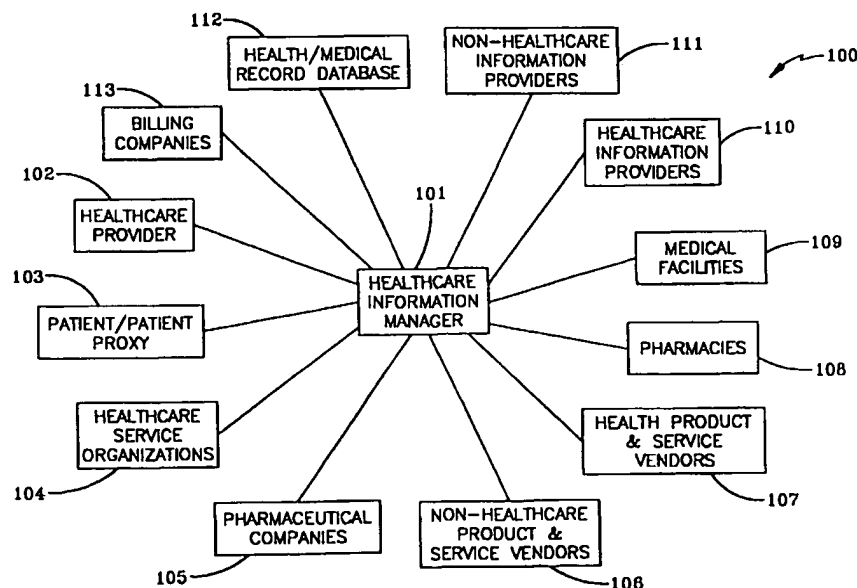 112
HEALTH/MEDICAL
RECORD DATABASE
NON-HEALTHCARE
INFORMATION
PROVIDERS
111
100
113
BILLING
COMPANIES
HEALTHCARE
INFORMATION
PROVIDERS
110
102
HEALTHCARE
PROVIDER
101
MEDICAL
FACILITIES
109
103
PATIENT/PATIENT
PROXY
HEALTHCARE
INFORMATION
MANAGER
PHARMACIES
108
HEALTHCARE
SERVICE
ORGANIZATIONS
104
HEALTH PRODUCT
& SERVICE
VENDORS
107
PHARMACEUTICAL
COMPANIES
105
NON-HEALTHCARE
PRODUCT &
SERVICE VENDORS
106